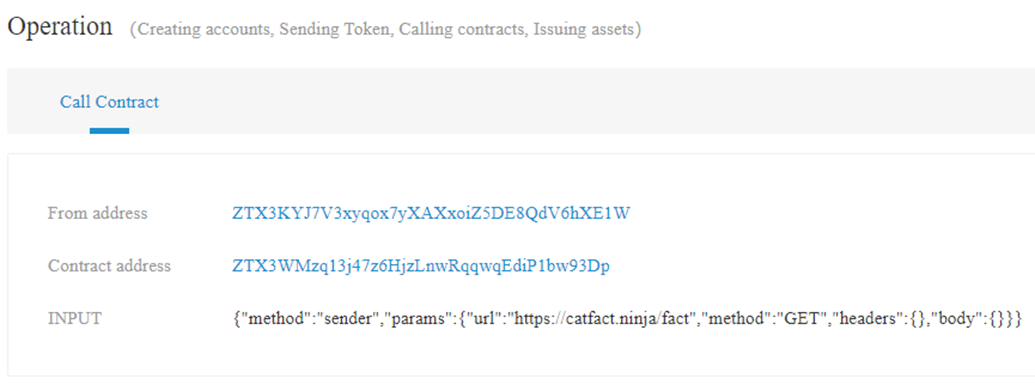 Operation (Creating accounts, Sending Token, Calling contracts, Issuing assets)
Call Contract
From address ZTX3KYJ7V3xyqox7yXAXxoiZ5DE8QdV6hXE1W
Contract address ZTX3WMzq13j47z6HjzLnwRqqwqEdiP1bw93Dp
INPUT {"method":"sender","params":{"url":"https://catfact.ninja/fact","method":"GET","headers":{},"body":{}}}